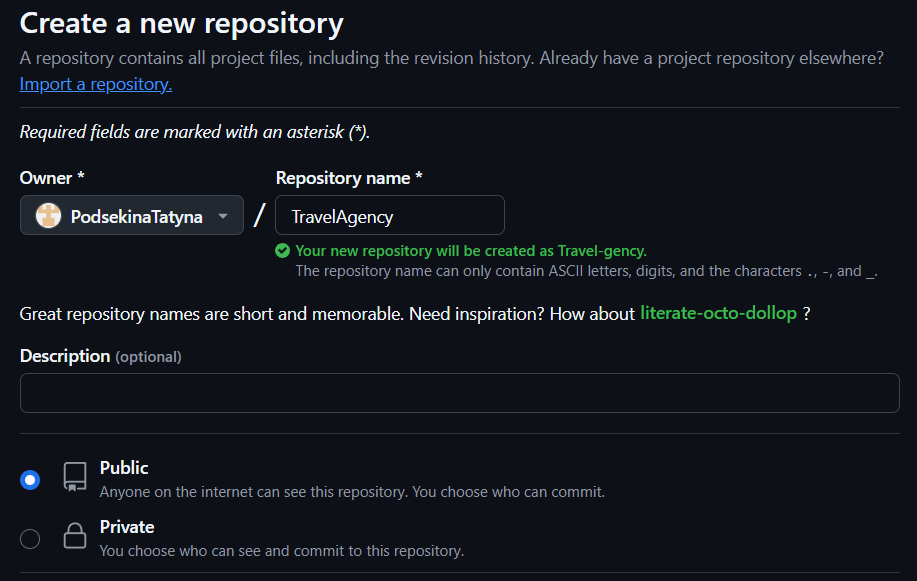 Create a new repository
A repository contains all project files, including the revision history. Already have a project repository elsewhere?
Import a repository.
Required fields are marked with an asterisk (*).
Owner *
Repository name *
PodsekinaTatyna
/
TravelAgency
Your new repository will be created as Travel-gency.
The repository name can only contain ASCII letters, digits, and the characters ., -, and _.
Great repository names are short and memorable. Need inspiration? How about literate-octo-dollop ?
Description (optional)
Public
Anyone on the internet can see this repository. You choose who can commit.
Private
You choose who can see and commit to this repository.